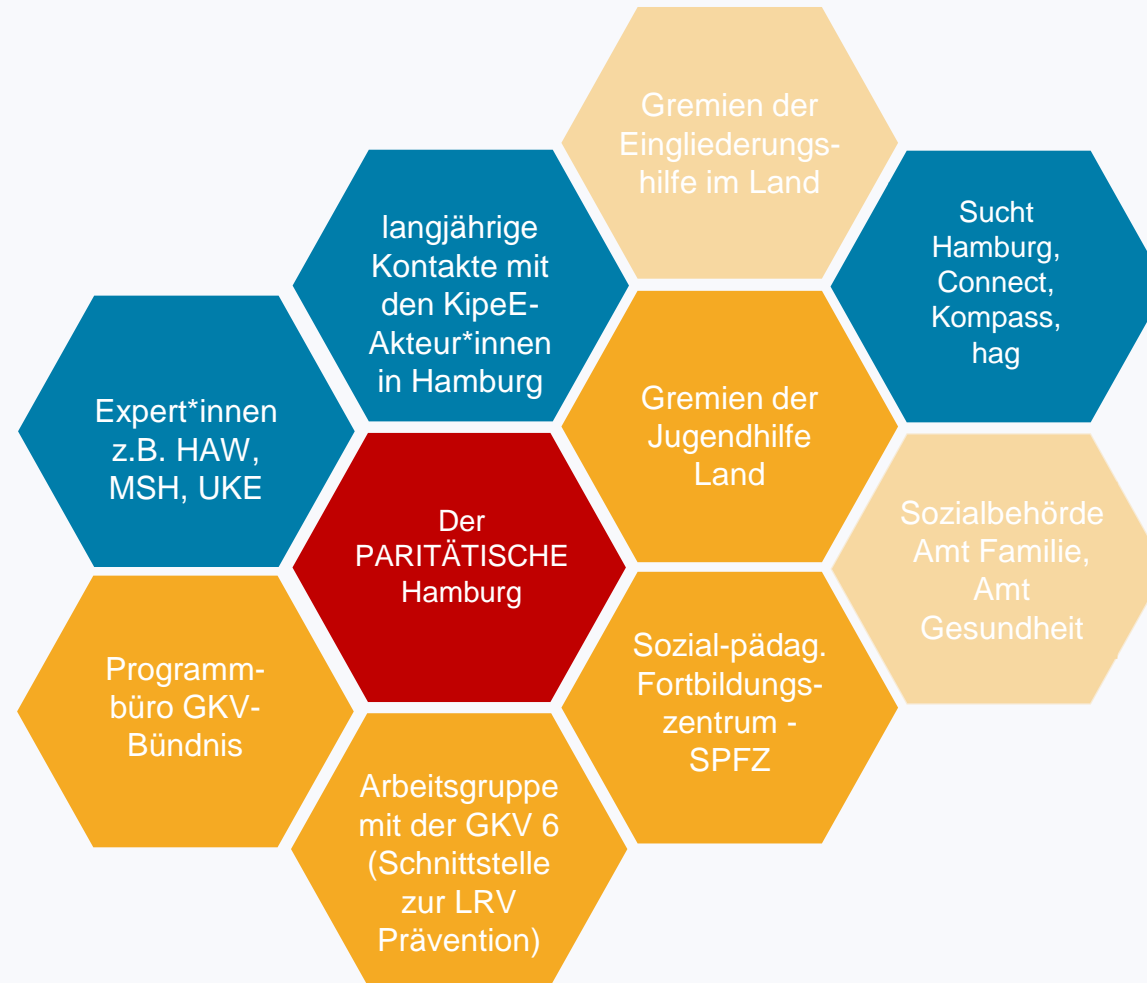 Gremien der
Eingliederungs-
hilfe im Land
langjährige
Kontakte mit
den KipeE-
Akteur*innen
in Hamburg
Sucht
Hamburg,
Connect,
Kompass,
hag
Expert*innen
z.B. HAW,
MSH, UKE
Gremien der
Jugendhilfe
Land
Der
PARITÄTISCHE
Hamburg
Sozialbehörde
Amt Familie,
Amt
Gesundheit
Programm-
büro GKV-
Bündnis
Sozial-pädag.
Fortbildungs-
zentrum -
SPFZ
Arbeitsgruppe
mit der GKV 6
(Schnittstelle
zur LRV
Prävention)